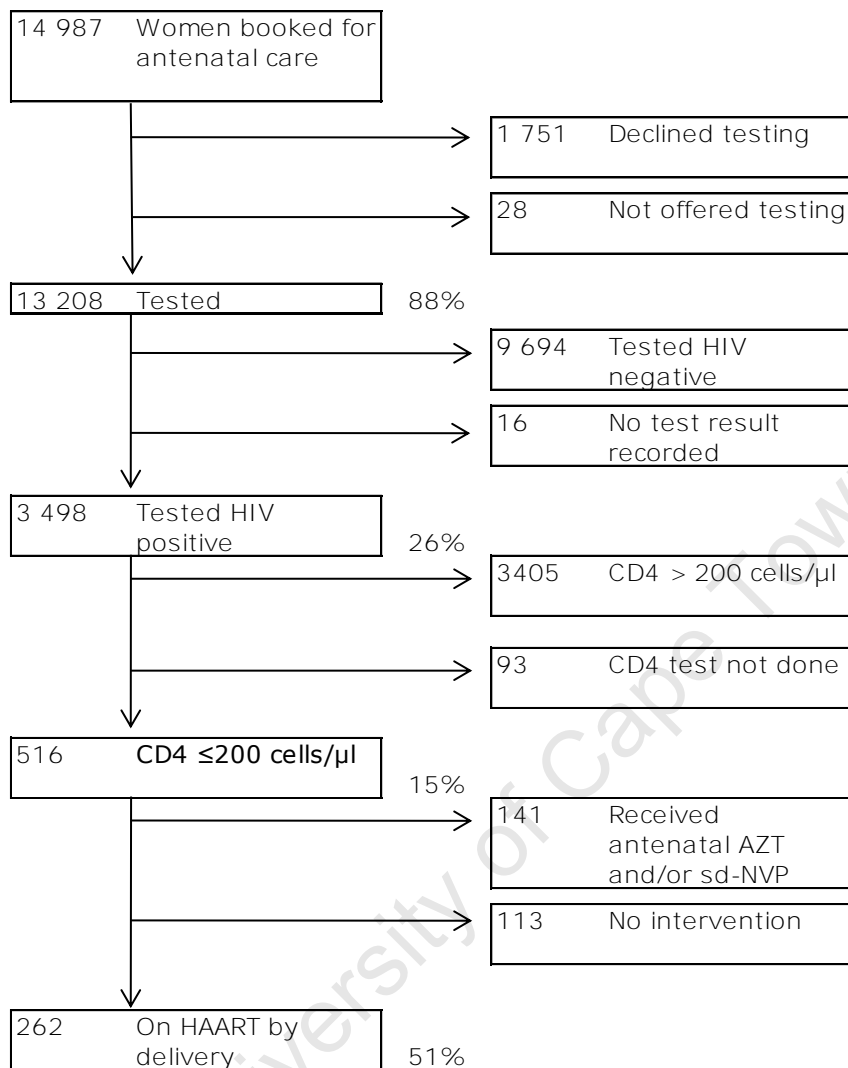 14 987 Women booked for
antenatal care
1 751 Declined testing
28 Not offered testing
13 208 Tested 88%
9 694 Tested HIV
negative
16 No test result
recorded
3 498 Tested HIV
positive 26%
3405 CD4 > 200 cells/µl
93 CD4 test not done
516 CD4 ≤200 cells/µl
15%
141 Received
antenatal AZT
and/or sd-NVP
113 No intervention
262 On HAART by
delivery 51%
of Cape